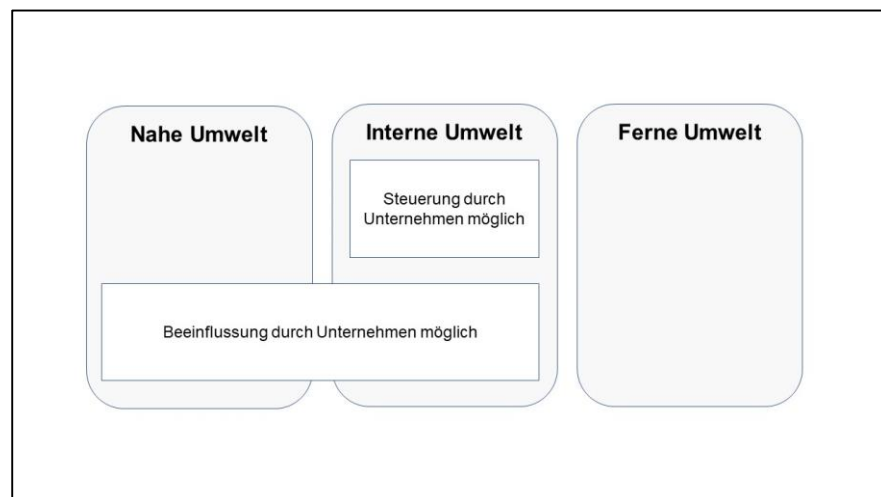 Nahe Umwelt
Interne Umwelt
Ferne Umwelt
Steuerung durch
Unternehmen möglich
Beeinflussung durch Unternehmen möglich